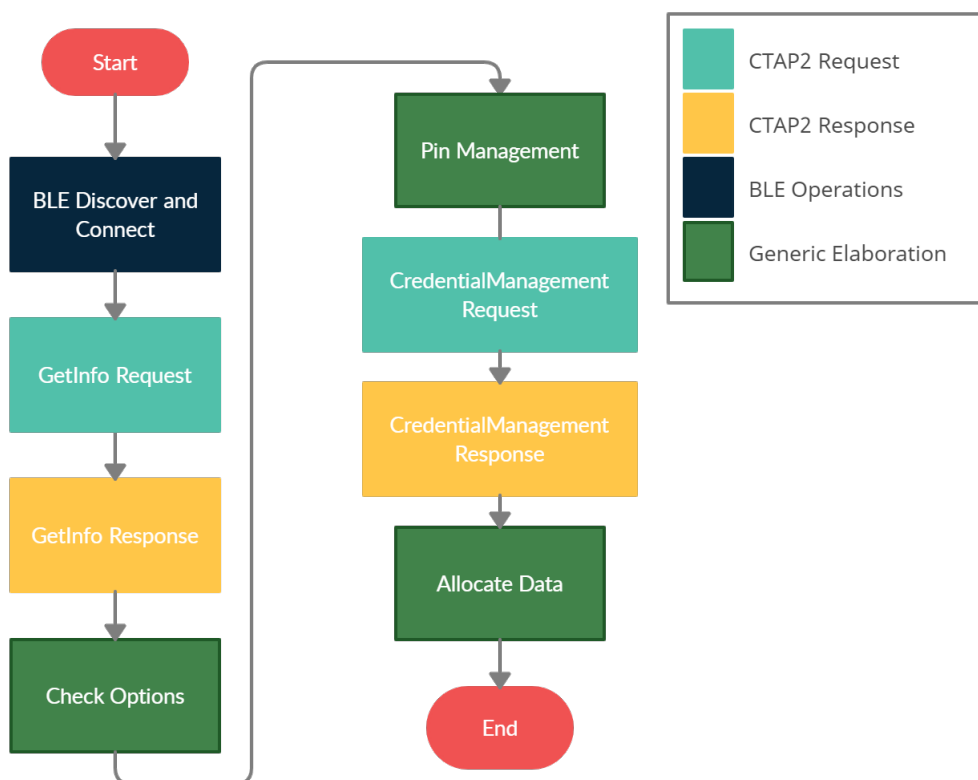 Start
BLE Discover and
Connect
GetInfo Request
GetInfo Response
Check Options
Pin Management
CredentialManagement
Request
CredentialManagement
Response
Allocate Data
End
CTAP2 Request
CTAP2 Response
BLE Operations
Generic Elaboration